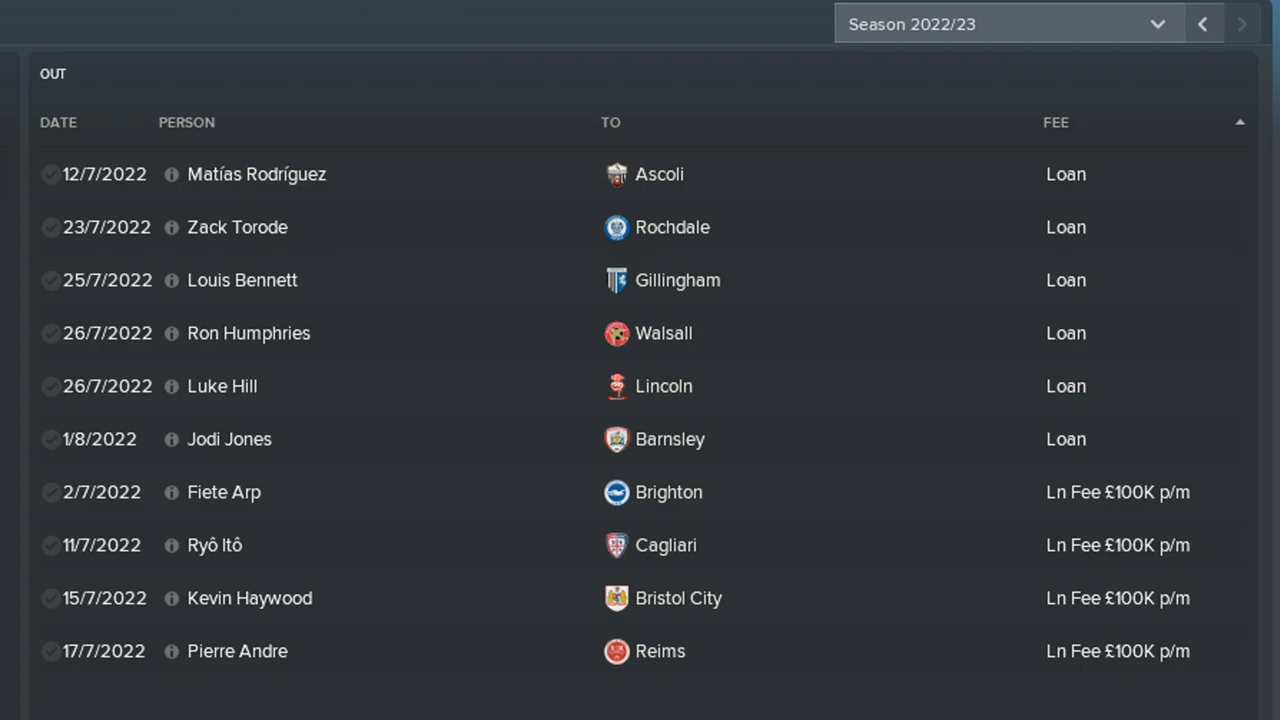 Season 2022/23
OUT
DATE PERSON TO FEE
12/7/2022 Matías Rodríguez Ascoli Loan
23/7/2022 Zack Torode Rochdale Loan
25/7/2022 Louis Bennett Gillingham Loan
26/7/2022 Ron Humphries Walsall Loan
26/7/2022 Luke Hill Lincoln Loan
1/8/2022 Jodi Jones Barnsley Loan
2/7/2022 Fiete Arp Brighton Ln Fee £100K p/m
11/7/2022 Ryô Itô Cagliari Ln Fee £100K p/m
15/7/2022 Kevin Haywood Bristol City Ln Fee £100K p/m
17/7/2022 Pierre Andre Reims Ln Fee £100K p/m